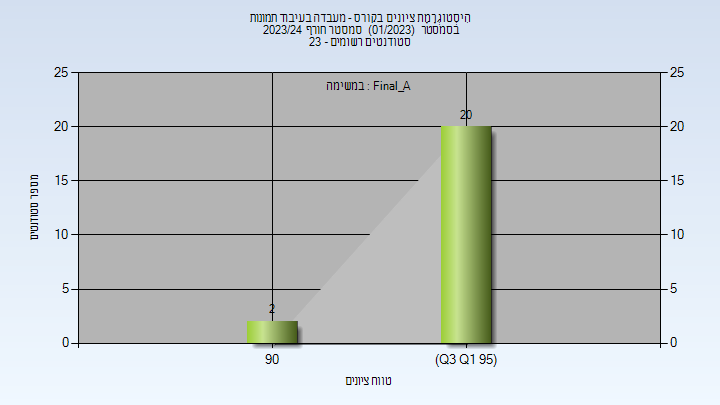 היסטוגרמת ציונים בקורס - מעבדה בעיבוד תמונות
בסמסטר (01/2023) סמסטר חורף 2023/24
סטודנטים רשומים - 23
במשימה : Final_A
25 25
20 20
15 15
10 10
5 5
0 0
20
2
90
(Q3 Q1 95)
מספר סטודנטים
טווח ציונים